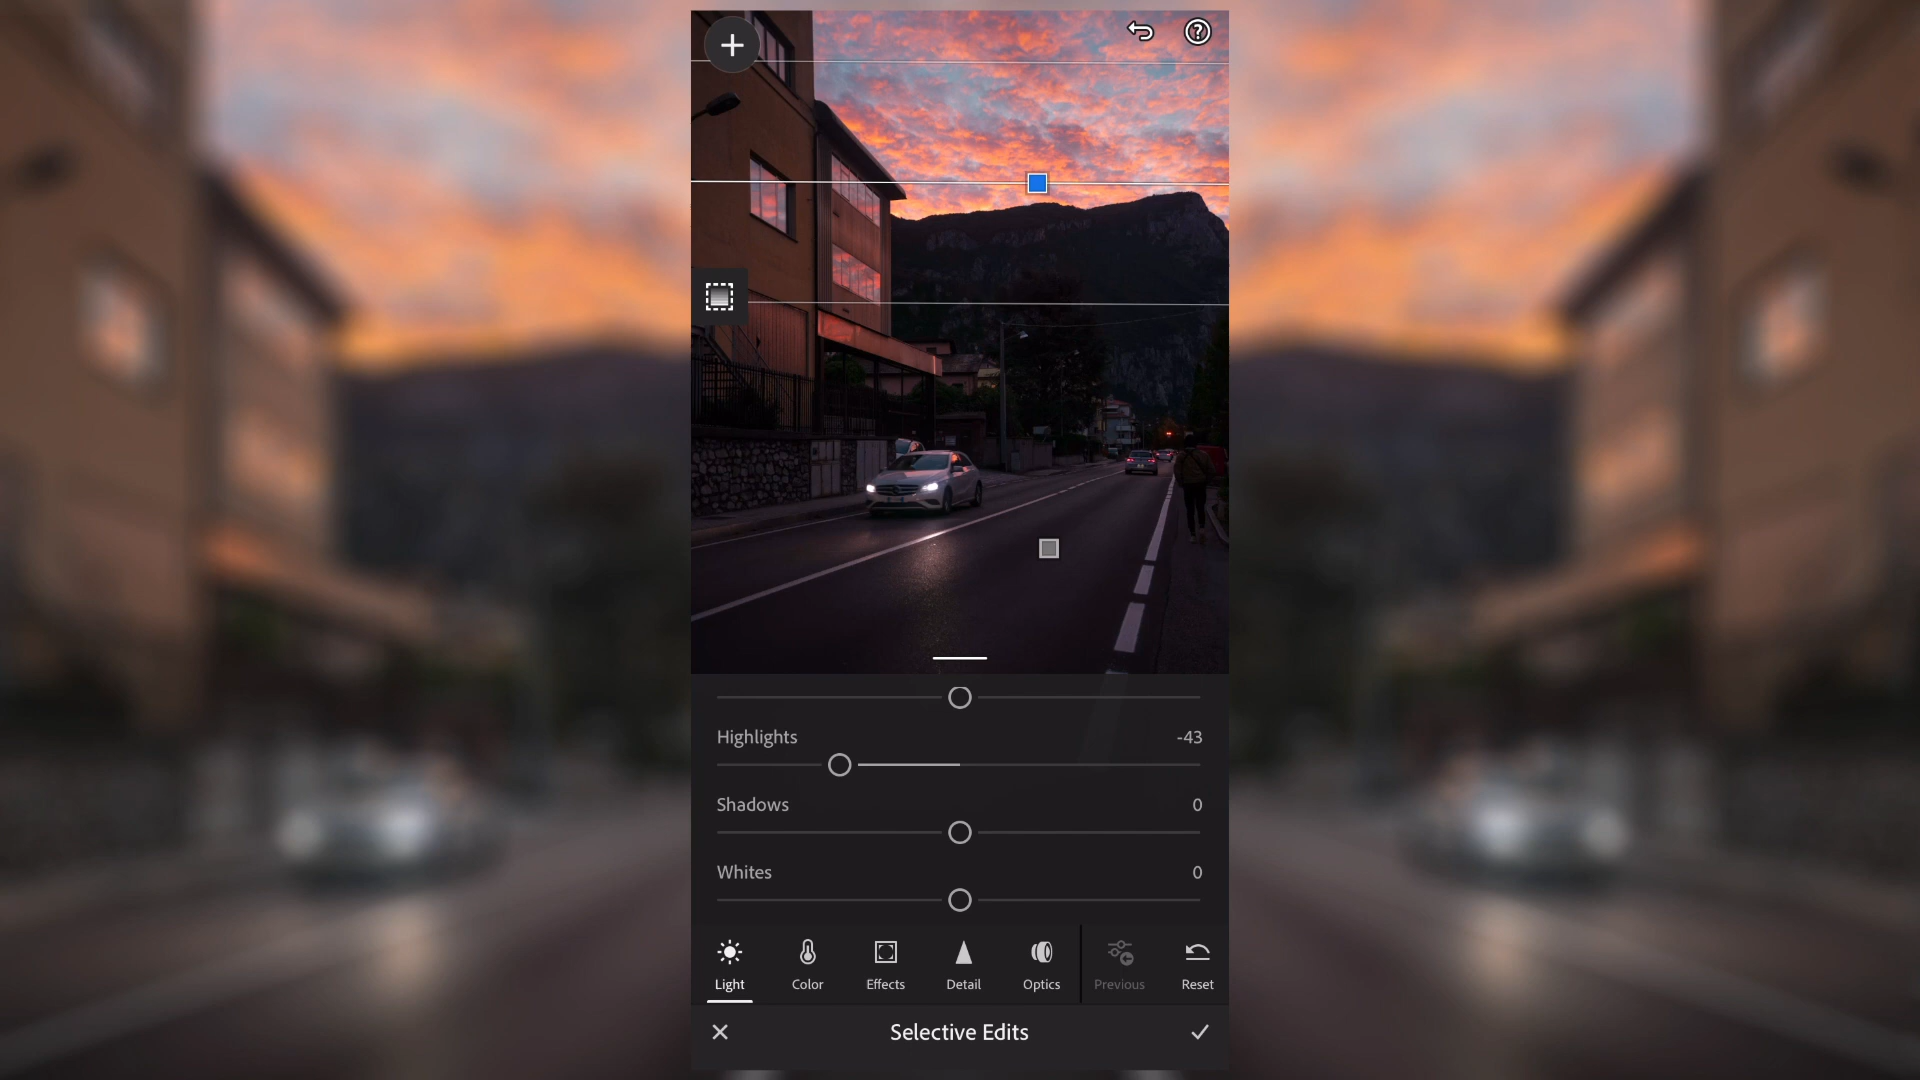 Highlights -43
Shadows 0
Whites 0
Light Color Effects Detail Optics Previous Reset
Selective Edits